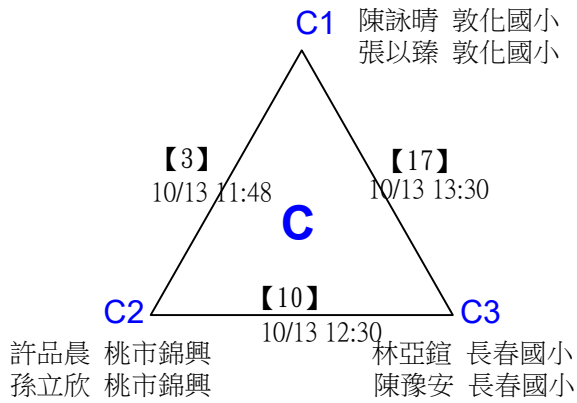 C1
陳詠晴 敦化國小
張以臻 敦化國小
【3】
10/13 11:48
【17】
10/13 13:30
C
C2
【10】
10/13 12:30
C3
許品晨 桃市錦興
孫立欣 桃市錦興
林亞鍹 長春國小
陳豫安 長春國小